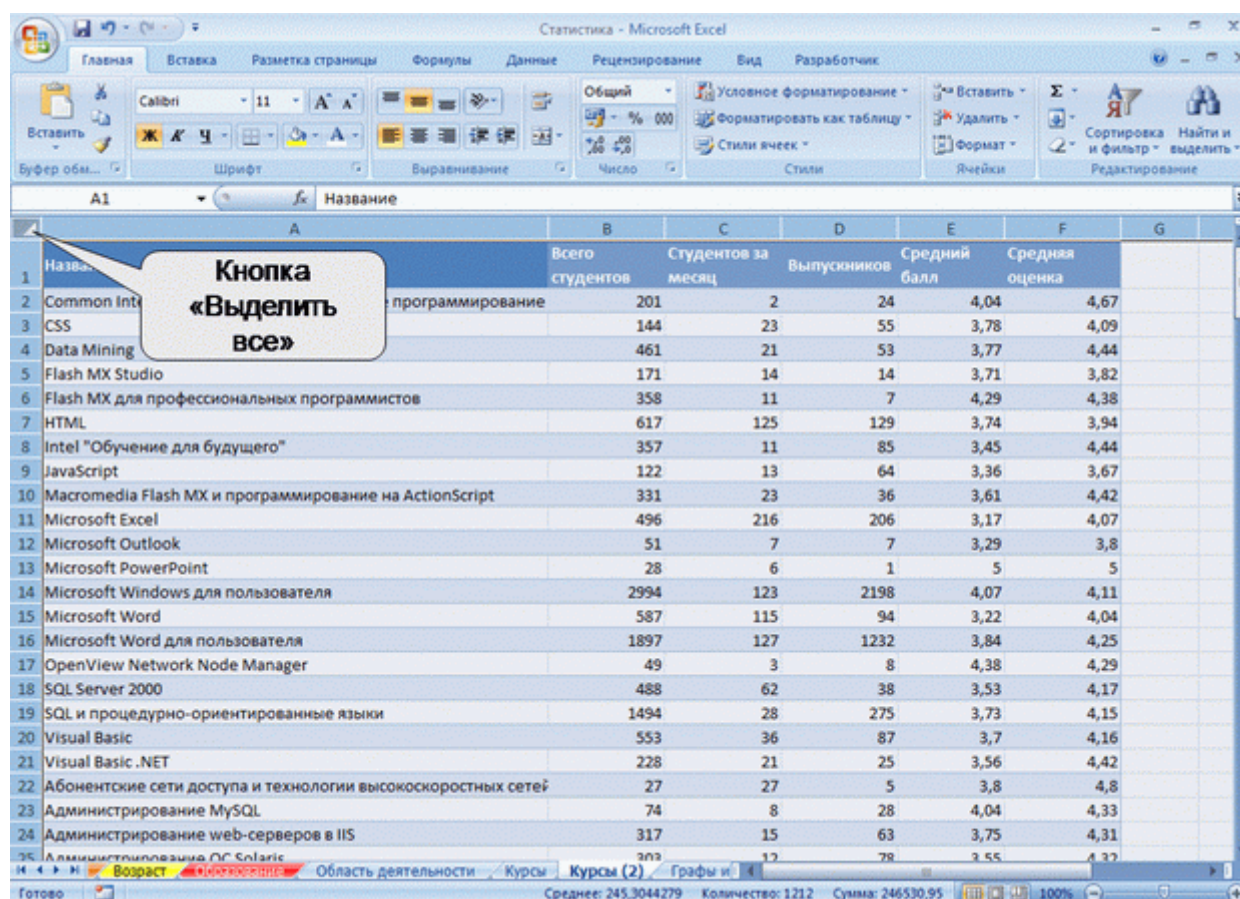 Статистика - Microsoft Excel
Главная Вставка Разметка страницы Формулы Данные Рецензирование Вид Разработчик
Вставить
Calibri 11 A A
Ж К Ч A
Общий
% 000
Условное форматирование
Форматировать как таблицу
Стили ячеек
Вставить
Удалить
Формат
Σ
Сортировка и фильтр
Найти и выделить
Буфер обм... Шрифт Выравнивание Число Стили Ячейки Редактирование
A1 fx Название
A B C D E F G
Кнопка
«Выделить
все»
1 Всего студентов Студентов за месяц Выпускников Средний балл Средняя оценка
2 Common Int программирование 201 2 24 4,04 4,67
3 CSS 144 23 55 3,78 4,09
4 Data Mining 461 21 53 3,77 4,44
5 Flash MX Studio 171 14 14 3,71 3,82
6 Flash MX для профессиональных программистов 358 11 7 4,29 4,38
7 HTML 617 125 129 3,74 3,94
8 Intel "Обучение для будущего" 357 11 85 3,45 4,44
9 JavaScript 122 13 64 3,36 3,67
10 Macromedia Flash MX и программирование на ActionScript 331 23 36 3,61 4,42
11 Microsoft Excel 496 216 206 3,17 4,07
12 Microsoft Outlook 51 7 7 3,29 3,8
13 Microsoft PowerPoint 28 6 1 5 5
14 Microsoft Windows для пользователя 2994 123 2198 4,07 4,11
15 Microsoft Word 587 115 94 3,22 4,04
16 Microsoft Word для пользователя 1897 127 1232 3,84 4,25
17 OpenView Network Node Manager 49 3 8 4,38 4,29
18 SQL Server 2000 488 62 38 3,53 4,17
19 SQL и процедурно-ориентированные языки 1494 28 275 3,73 4,15
20 Visual Basic 553 36 87 3,7 4,16
21 Visual Basic .NET 228 21 25 3,56 4,42
22 Абонентские сети доступа и технологии высокоскоростных сетей 27 27 5 3,8 4,8
23 Администрирование MySQL 74 8 28 4,04 4,33
24 Администрирование web-серверов в IIS 317 15 63 3,75 4,31
25 Администрирование ОС Solaris 303 12 78 3,55 4,32
Возраст Образование Область деятельности Курсы Курсы (2) Графы и
Готово Среднее: 245,3044279 Количество: 1212 Сумма: 246530,95 100%